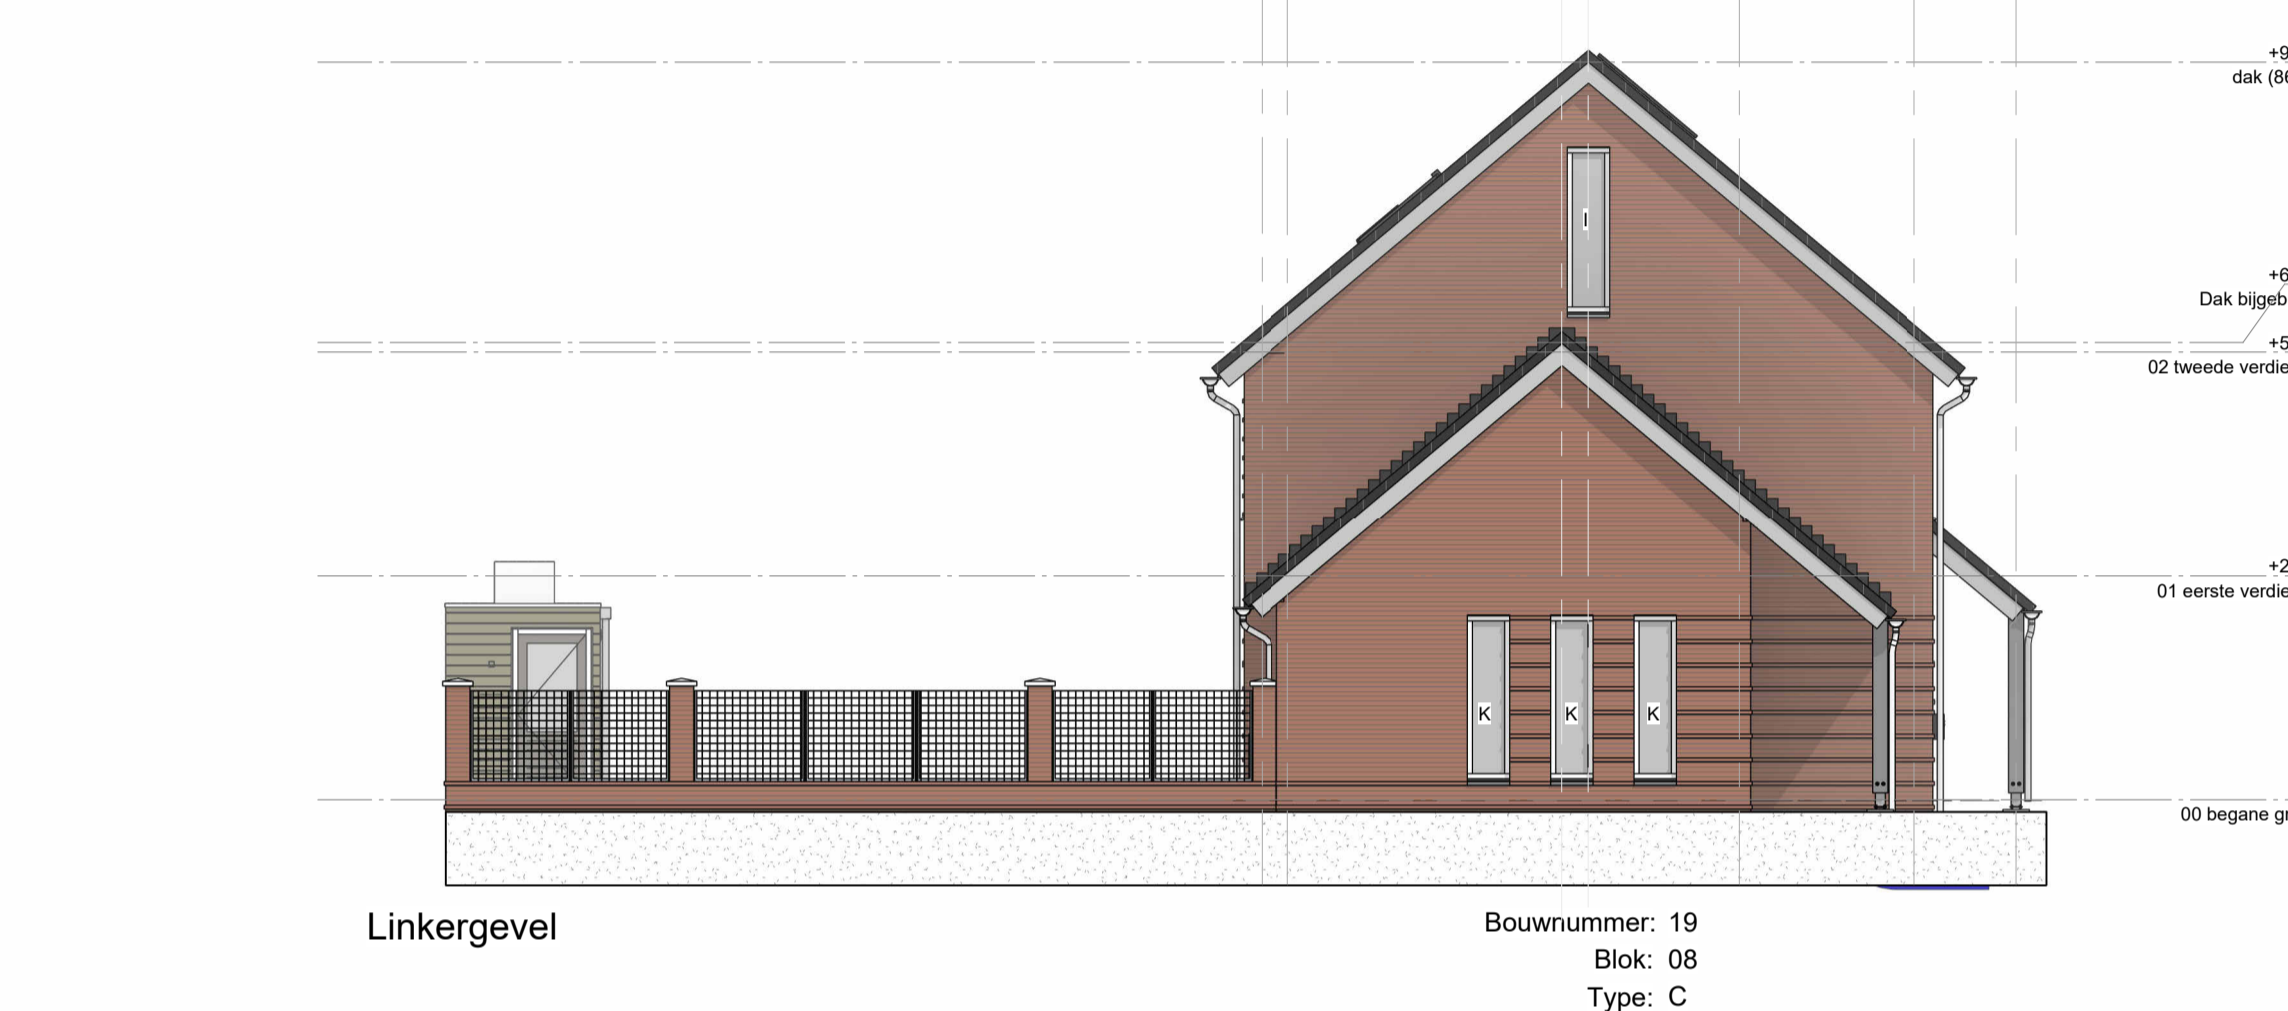 +9
dak (86
I
+6
Dak bijgeb
+5
02 tweede verdie
+2
01 eerste verdie
K K K
00 begane gr
Linkergevel
Bouwnummer: 19
Blok: 08
Type: C